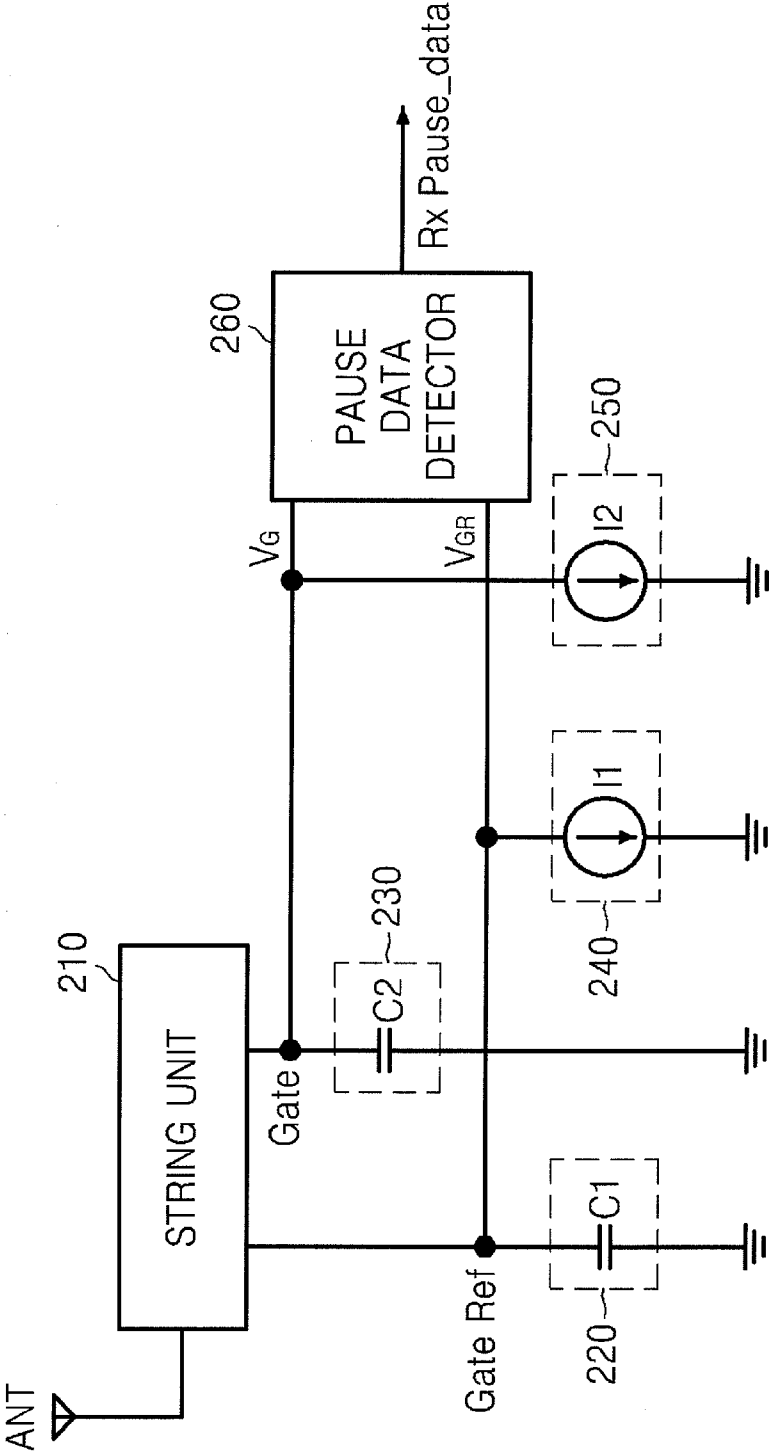 ANT
210
STRING UNIT
Gate
Gate Ref
C2
230
C1
220
VG
VGR
I1
240
I2
250
260
PAUSE
DATA
DETECTOR
Rx Pause_data